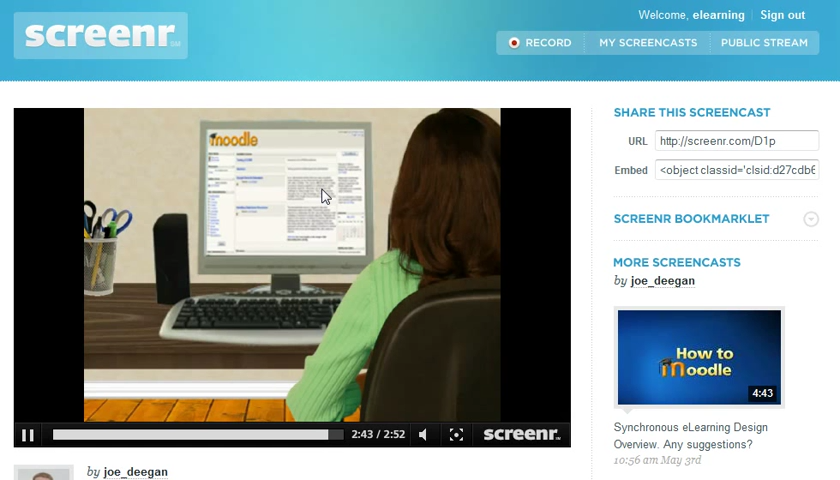 Welcome, elearning | Sign out
screenr
RECORD
MY SCREENCASTS
PUBLIC STREAM
moodle
2:43 / 2:52
screenr
by joe_deegan
SHARE THIS SCREENCAST
URL http://screenr.com/D1p
Embed <object classid='clsid:d27cdb6
SCREENR BOOKMARKLET
MORE SCREENCASTS
by joe_deegan
How to
moodle
4:43
Synchronous eLearning Design
Overview. Any suggestions?
10:56 am May 3rd